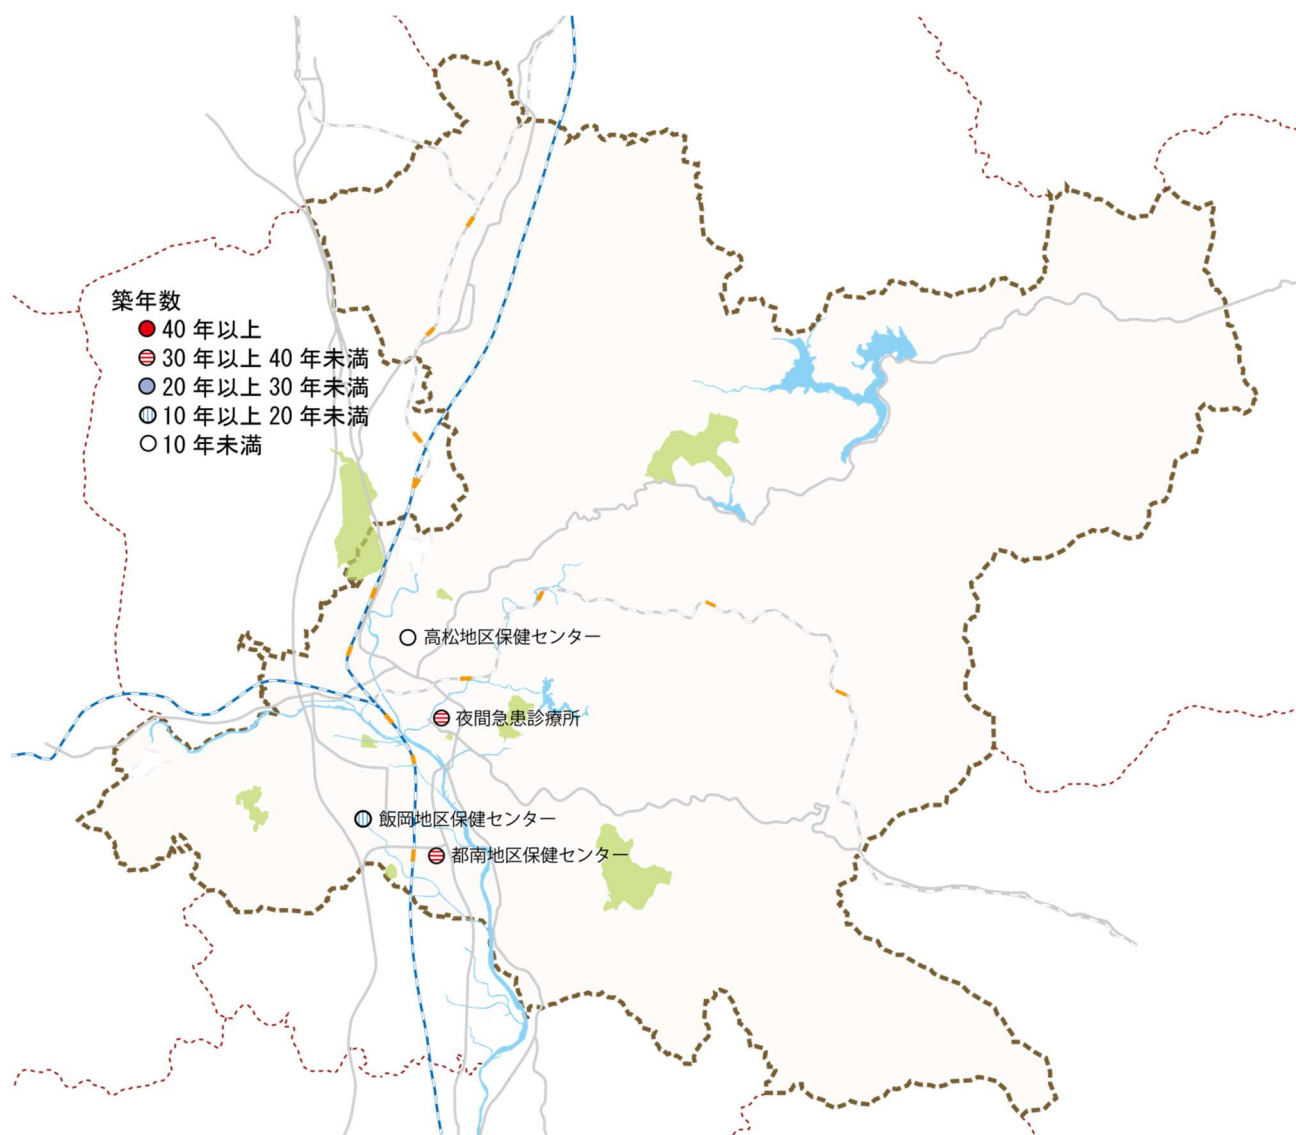 築年数
40 年以上
30 年以上 40 年未満
20 年以上 30 年未満
10 年以上 20 年未満
10 年未満
高松地区保健センター
夜間急患診療所
飯岡地区保健センター
都南地区保健センター